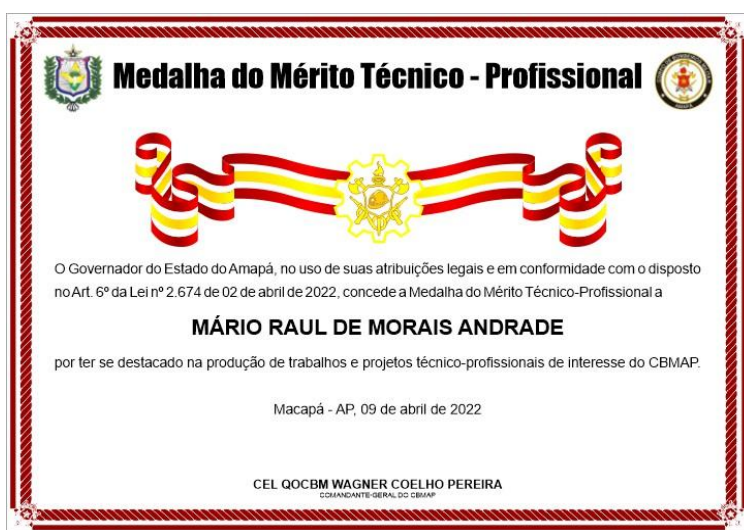 Medalha do Mérito Técnico - Profissional
O Governador do Estado do Amapá, no uso de suas atribuições legais e em conformidade com o disposto
no Art. 6º da Lei nº 2.674 de 02 de abril de 2022, concede a Medalha do Mérito Técnico-Profissional a
MÁRIO RAUL DE MORAIS ANDRADE
por ter se destacado na produção de trabalhos e projetos técnico-profissionais de interesse do CBMAP.
Macapá - AP, 09 de abril de 2022
CEL QOCBM WAGNER COELHO PEREIRA
COMANDANTE-GERAL DO CBMAP